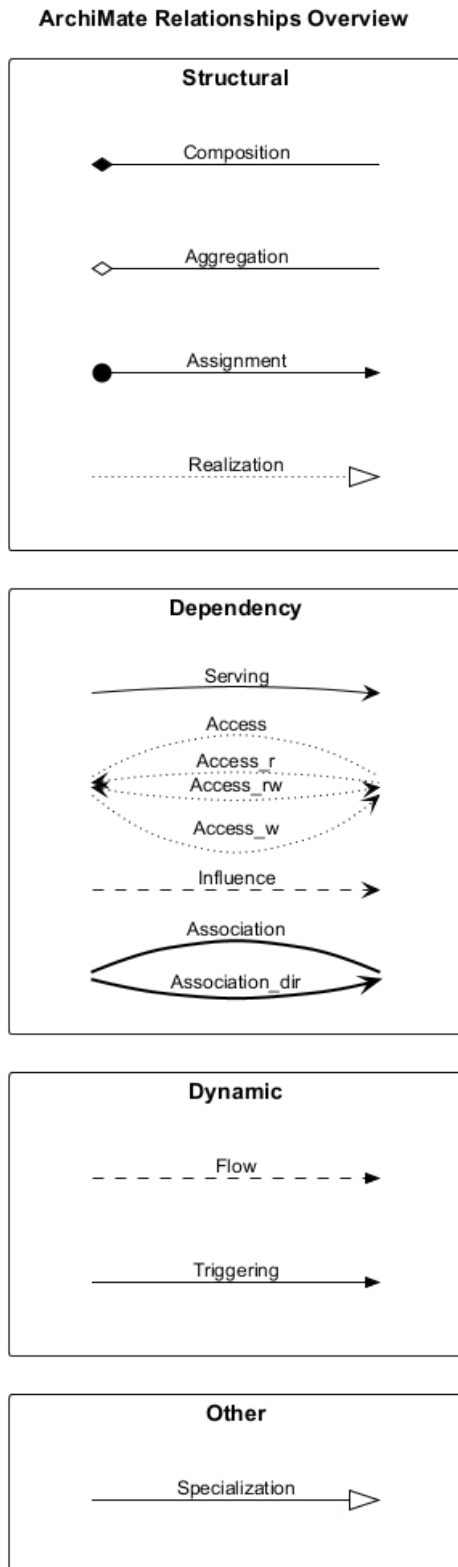 ArchiMate Relationships Overview
Structural
Composition
Aggregation
Assignment
Realization
Dependency
Serving
Access
Access_r
Access_rw
Access_w
Influence
Association
Association_dir
Dynamic
Flow
Triggering
Other
Specialization